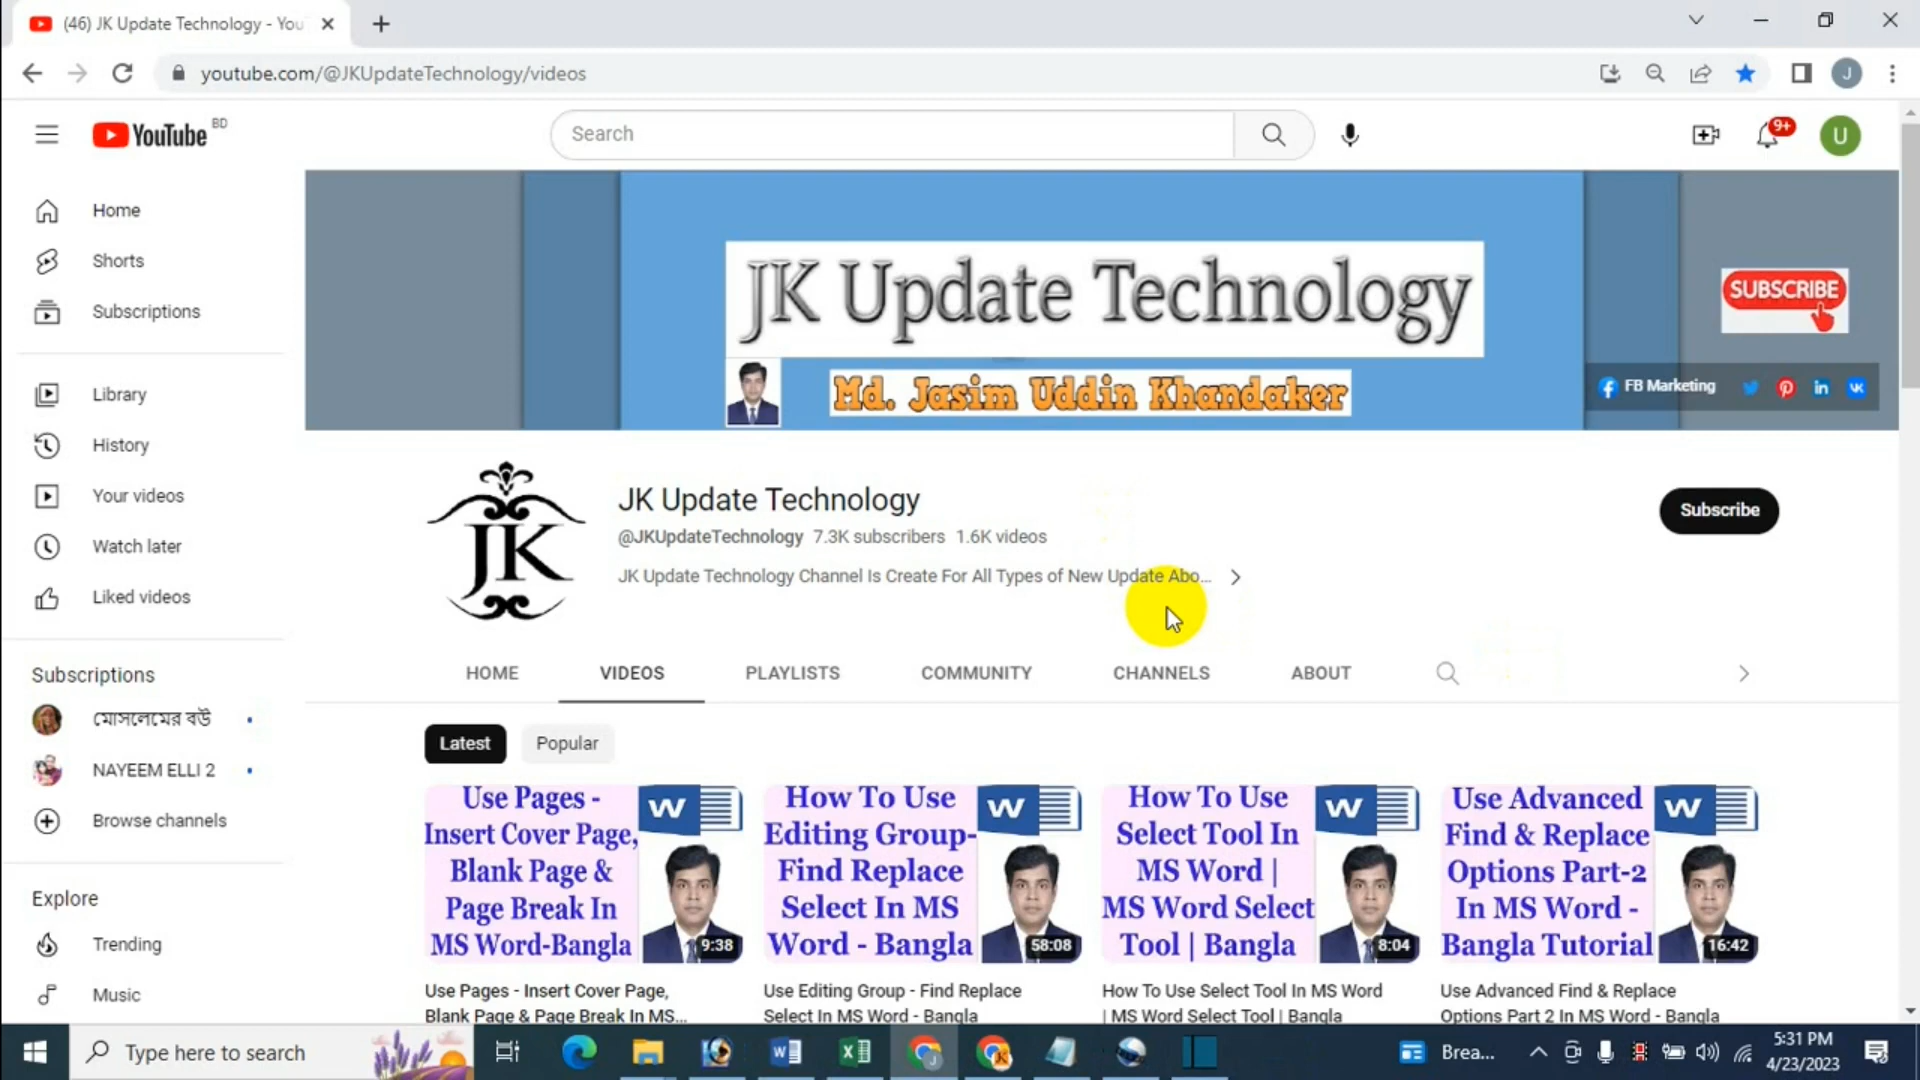 (46) JK Update Technology - You
youtube.com/@JKUpdateTechnology/videos
J
YouTube BD
Search
9+
U
Home
Shorts
Subscriptions
Library
History
Your videos
Watch later
Liked videos
Subscriptions
মোসলেমের বউ
NAYEEM ELLI 2
Browse channels
Explore
Trending
Music
JK Update Technology
Md. Jasim Uddin Khandaker
SUBSCRIBE
FB Marketing
JK
JK Update Technology
@JKUpdateTechnology 7.3K subscribers 1.6K videos
JK Update Technology Channel Is Create For All Types of New Update Abo...
Subscribe
HOME VIDEOS PLAYLISTS COMMUNITY CHANNELS ABOUT
Latest Popular
Use Pages -
Insert Cover Page,
Blank Page &
Page Break In
MS Word-Bangla
W
9:38
How To Use
Editing Group-
Find Replace
Select In MS
Word - Bangla
W
58:08
How To Use
Select Tool In
MS Word |
MS Word Select
Tool | Bangla
W
8:04
Use Advanced
Find & Replace
Options Part-2
In MS Word -
Bangla Tutorial
W
16:42
Use Pages - Insert Cover Page,
Blank Page & Page Break In MS...
Use Editing Group - Find Replace
Select In MS Word - Bangla
How To Use Select Tool In MS Word
| MS Word Select Tool | Bangla
Use Advanced Find & Replace
Options Part 2 In MS Word - Bangla
Type here to search
Brea...
5:31 PM
4/23/2023